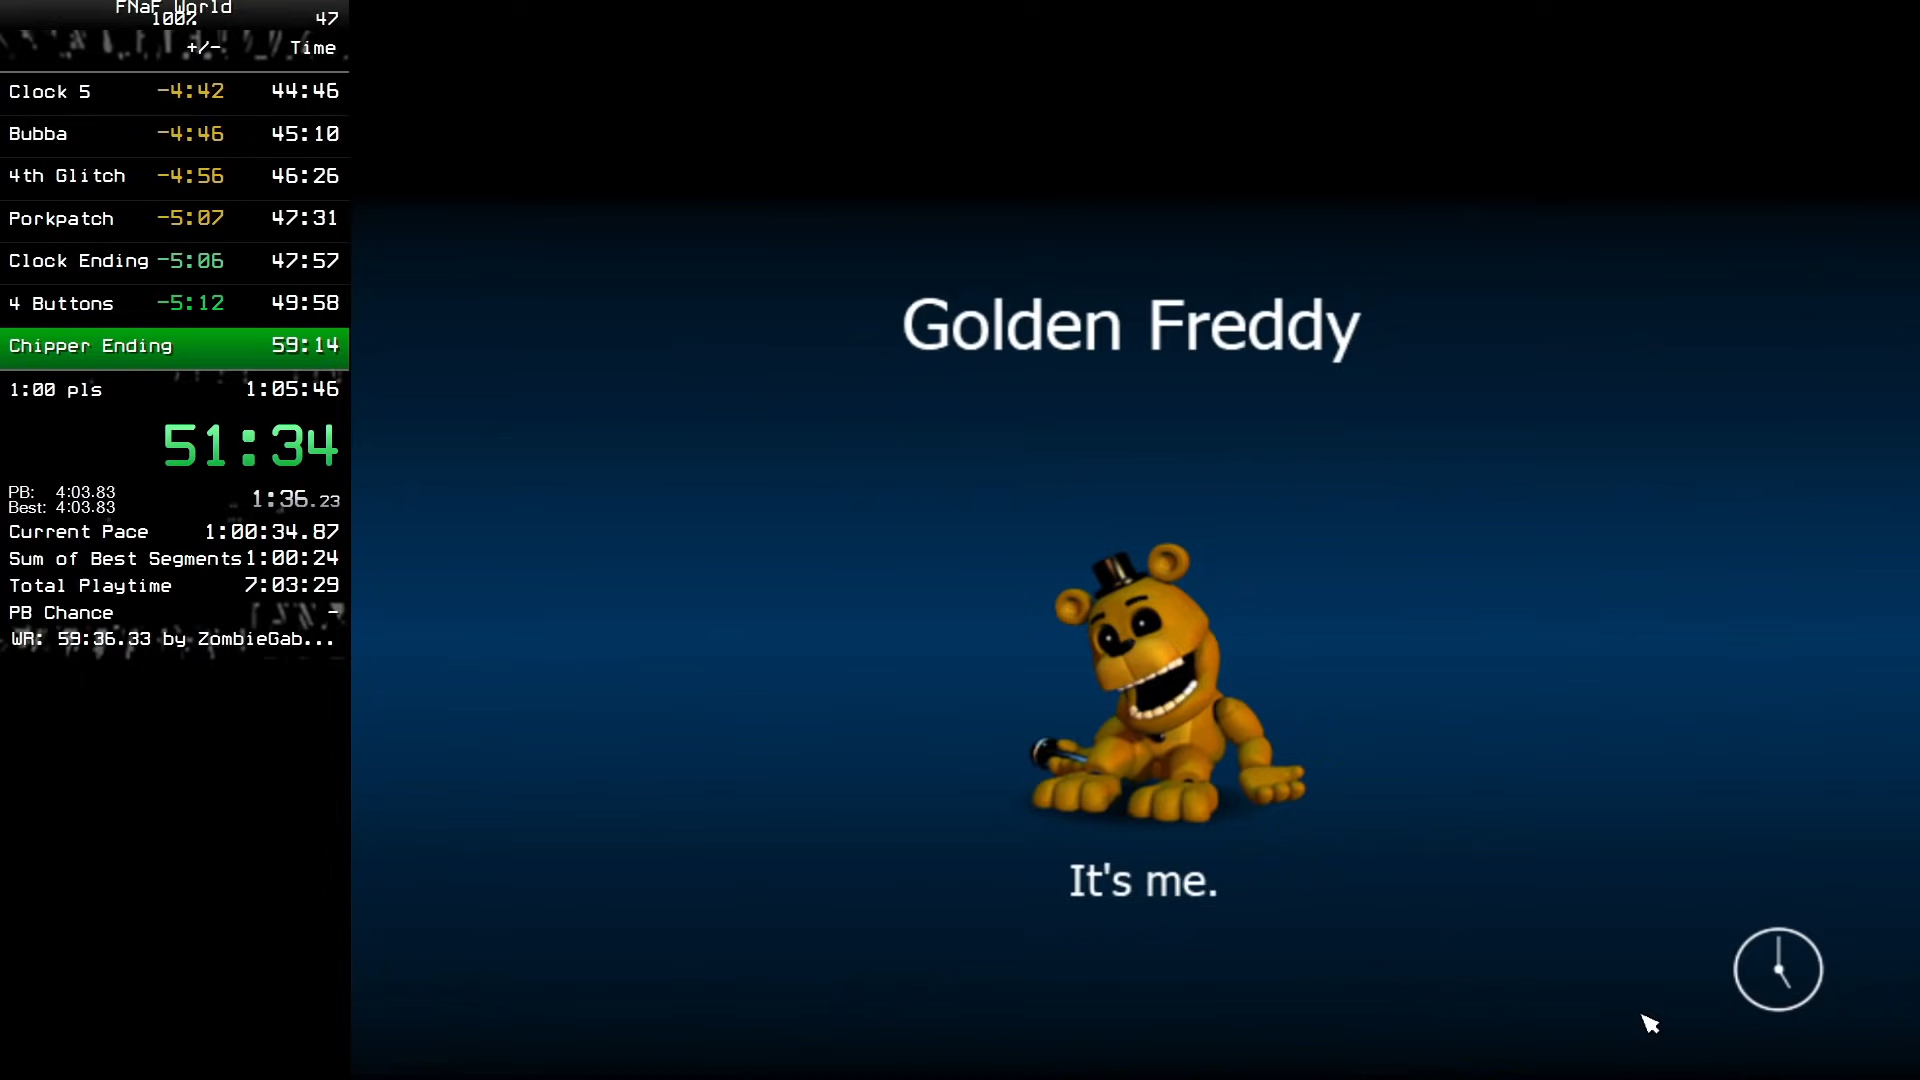 FNaF World
100% 47
+/- Time
Clock 5 -4:42 44:46
Bubba -4:46 45:10
4th Glitch -4:56 46:26
Porkpatch -5:07 47:31
Clock Ending -5:06 47:57
4 Buttons -5:12 49:58
Chipper Ending 59:14
1:00 pls 1:05:46
51:34
PB: 4:03.83
Best: 4:03.83
1:36.23
Current Pace 1:00:34.87
Sum of Best Segments 1:00:24
Total Playtime 7:03:29
PB Chance -
WR: 59:36.33 by ZombieGab...
Golden Freddy
It's me.